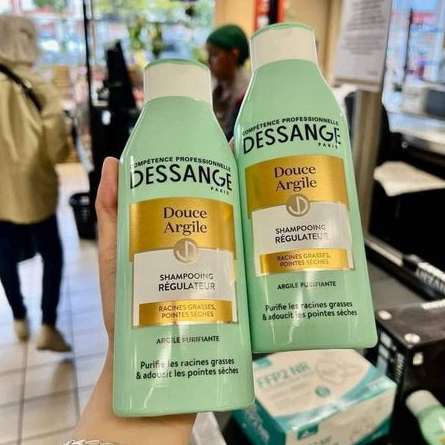 COMPÉTENCE PROFESSIONNELLE
DESSANGE
PARIS
Douce
Argile
SHAMPOOING
RÉGULATEUR
RACINES GRASSES,
POINTES SÈCHES
ARGILE PURIFIANTE
Purifie les racines grasses
& adoucit les pointes sèches
COMPÉTENCE PROFESSIONNELLE
DESSANGE
PARIS
Douce
Argile
SHAMPOOING
RÉGULATEUR
RACINES GRASSES,
POINTES SÈCHES
ARGILE PURIFIANTE
Purifie les racines grasses
& adoucit les pointes sèches
FFP2 NR